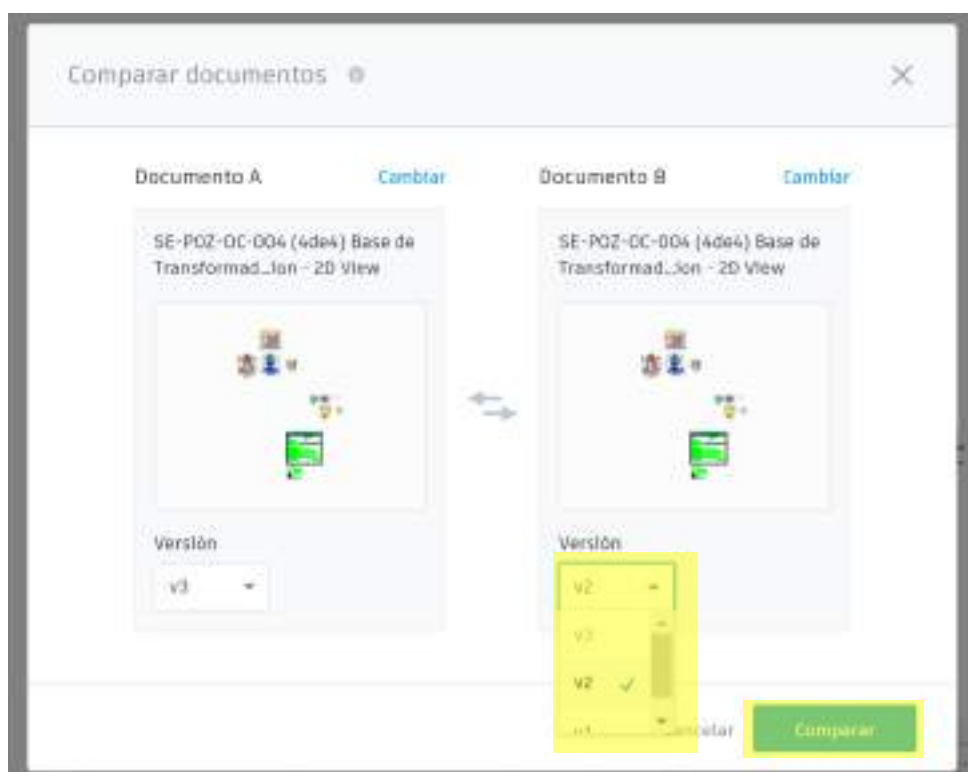 Comparar documentos
Documento A
Cambiar
SE-POZ-OC-004 (4de4) Base de
Transformad...ion - 2D View
Versión
v3
Documento B
Cambiar
SE-POZ-OC-004 (4de4) Base de
Transformad...ion - 2D View
Versión
v2
v3
v2
v1
Cancelar
Comparar